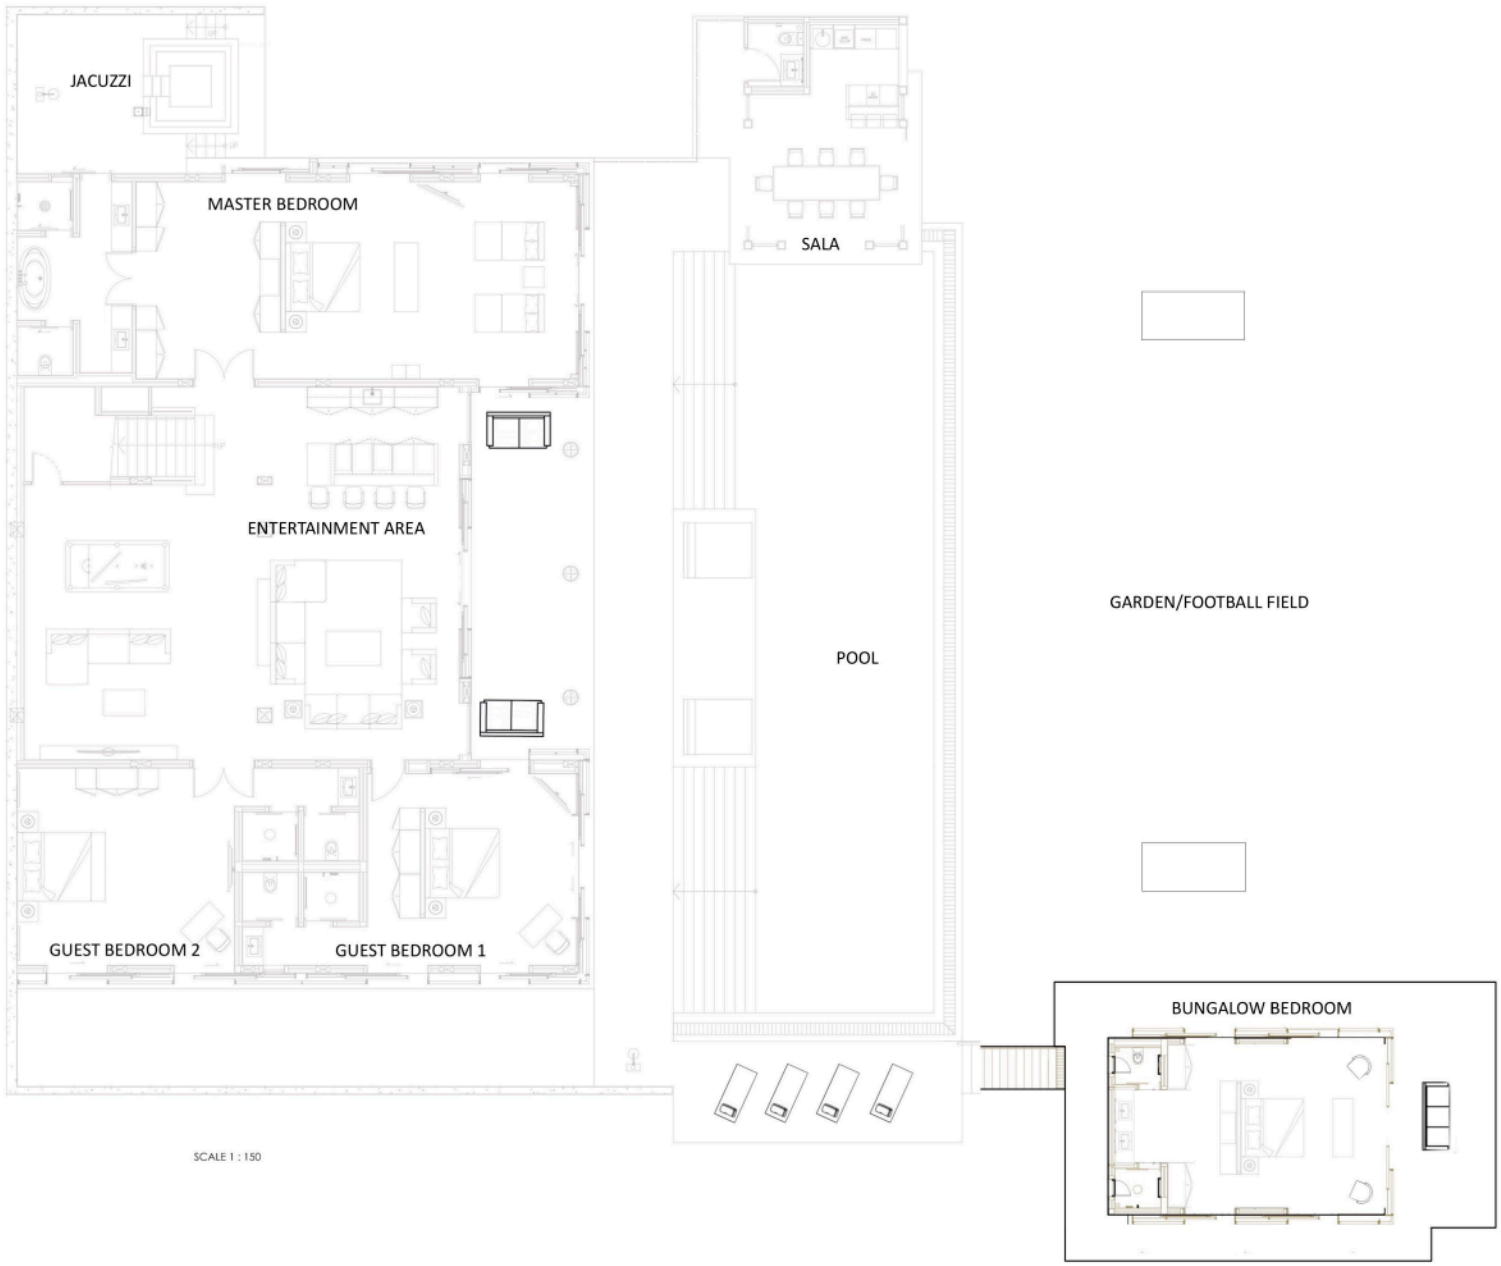 JACUZZI
MASTER BEDROOM
SALA
ENTERTAINMENT AREA
GARDEN/FOOTBALL FIELD
POOL
GUEST BEDROOM 2
GUEST BEDROOM 1
BUNGALOW BEDROOM
SCALE 1 : 150